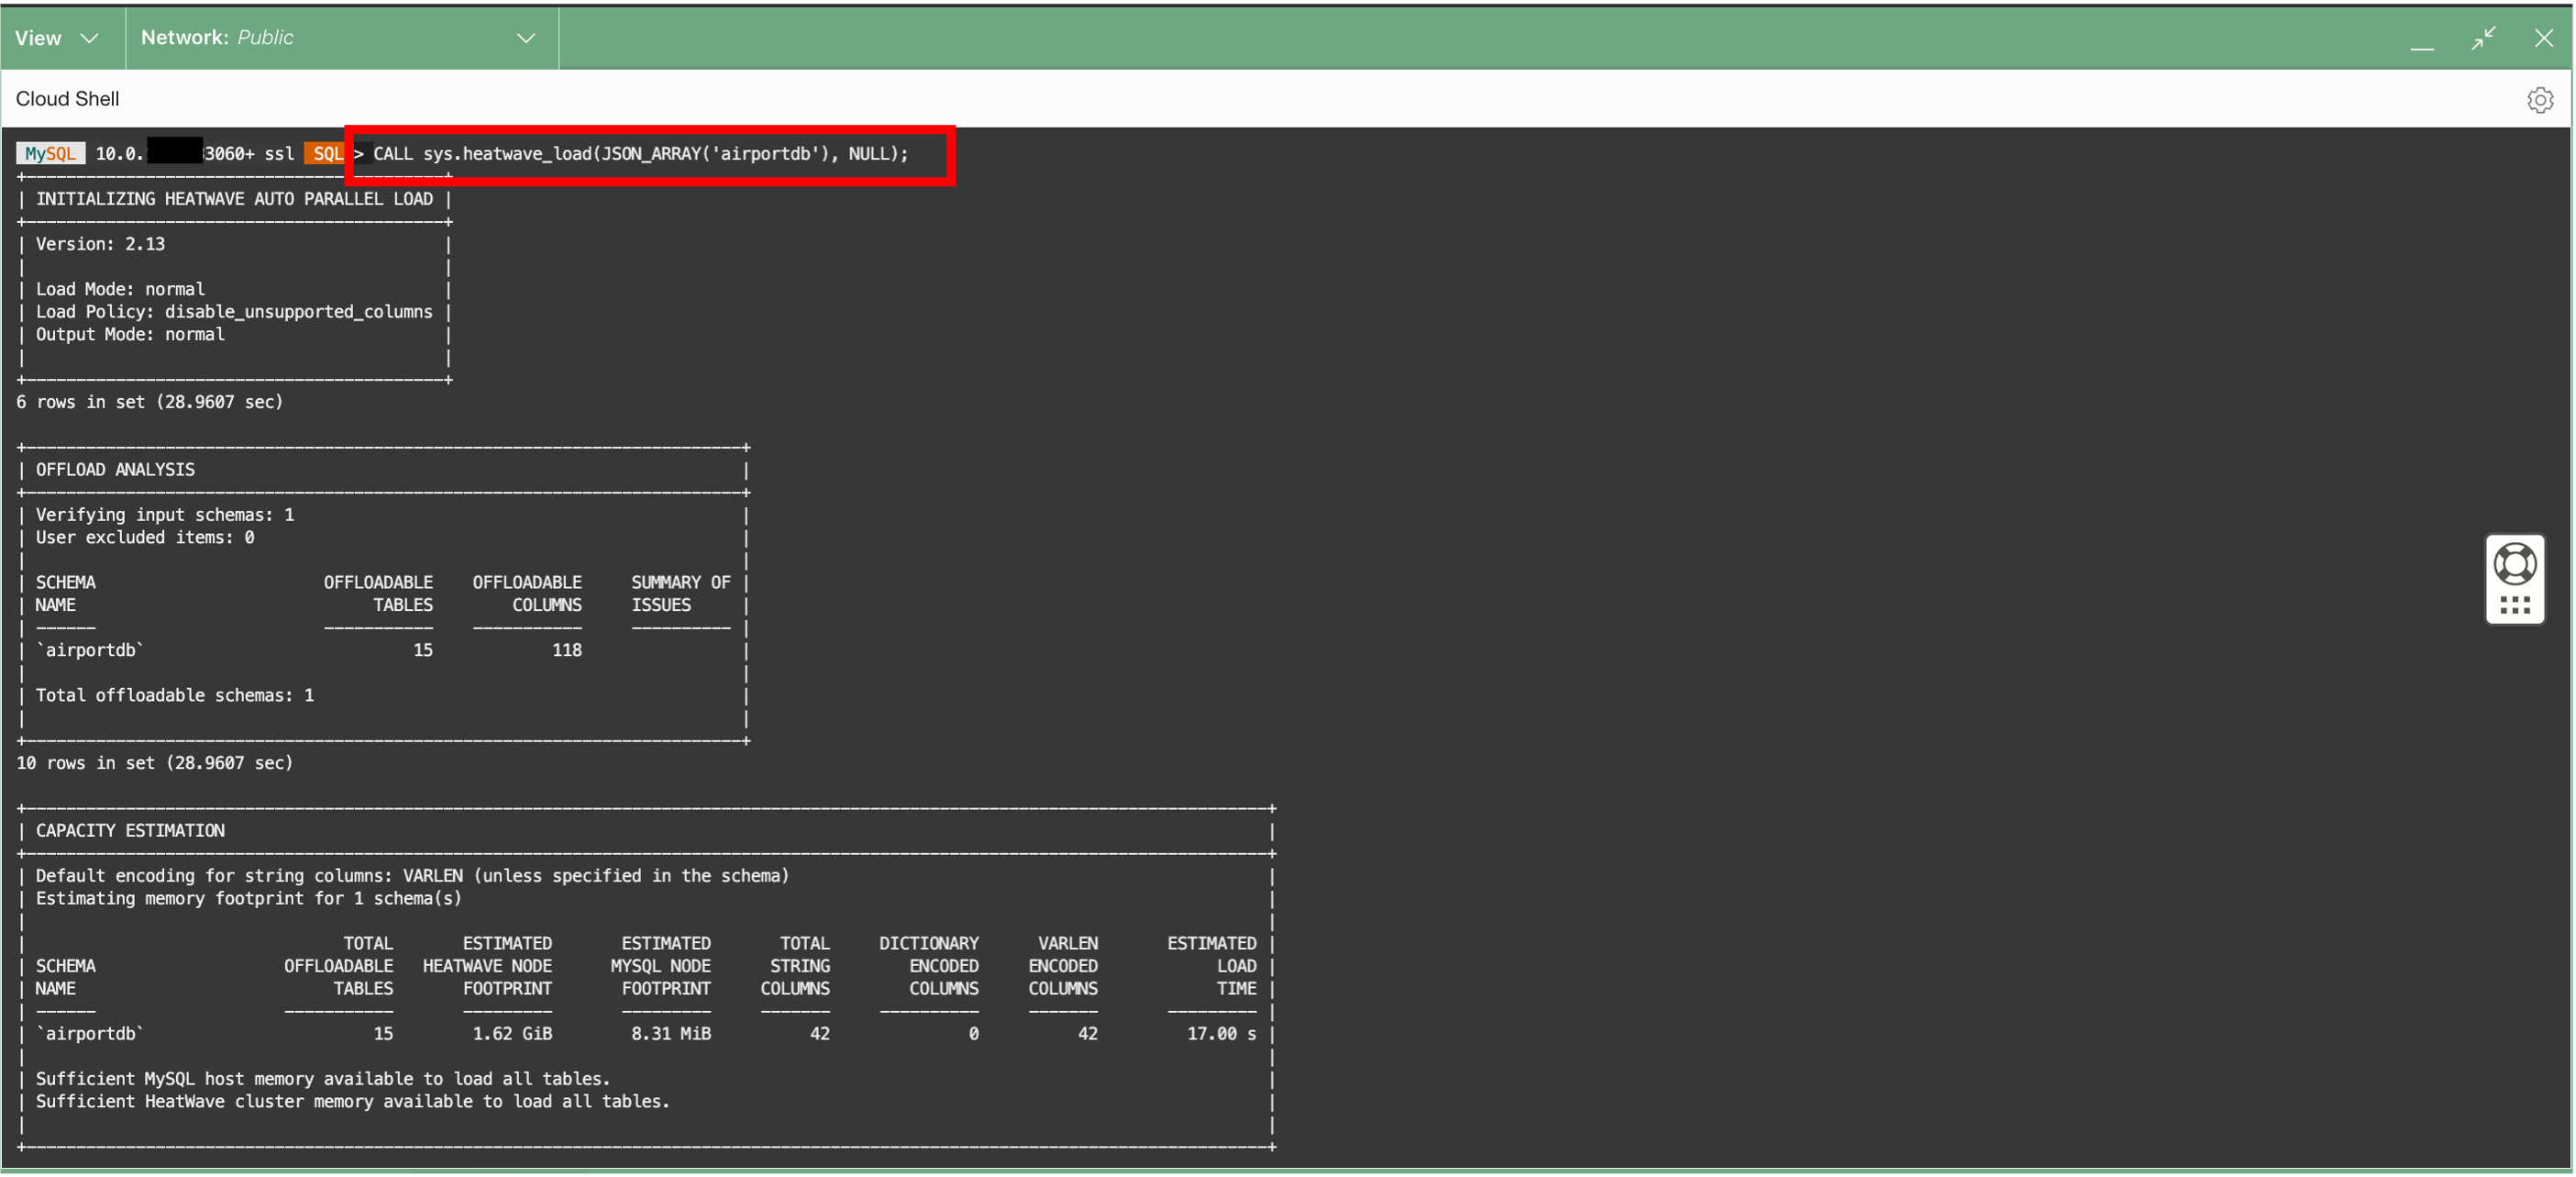 View
Network: Public
Cloud Shell
MySQL 10.0. 3060+ ssl SQL > CALL sys.heatwave_load(JSON_ARRAY('airportdb'), NULL);
+------------------------------------------+
| INITIALIZING HEATWAVE AUTO PARALLEL LOAD |
+------------------------------------------+
| Version: 2.13 |
| |
| Load Mode: normal |
| Load Policy: disable_unsupported_columns |
| Output Mode: normal |
| |
+------------------------------------------+
6 rows in set (28.9607 sec)
+------------------------------------------------------------------------+
| OFFLOAD ANALYSIS |
+------------------------------------------------------------------------+
| Verifying input schemas: 1 |
| User excluded items: 0 |
| |
| SCHEMA OFFLOADABLE OFFLOADABLE SUMMARY OF |
| NAME TABLES COLUMNS ISSUES |
| ------ ----------- ----------- ---------- |
| `airportdb` 15 118 |
| |
| Total offloadable schemas: 1 |
| |
+------------------------------------------------------------------------+
10 rows in set (28.9607 sec)
+-----------------------------------------------------------------------------------------------------------------------------+
| CAPACITY ESTIMATION |
+-----------------------------------------------------------------------------------------------------------------------------+
| Default encoding for string columns: VARLEN (unless specified in the schema) |
| Estimating memory footprint for 1 schema(s) |
| |
| TOTAL ESTIMATED ESTIMATED TOTAL DICTIONARY VARLEN ESTIMATED |
| SCHEMA OFFLOADABLE HEATWAVE NODE MYSQL NODE STRING ENCODED ENCODED LOAD |
| NAME TABLES FOOTPRINT FOOTPRINT COLUMNS COLUMNS COLUMNS TIME |
| ------ ----------- --------- --------- ------- ---------- ------- --------- |
| `airportdb` 15 1.62 GiB 8.31 MiB 42 0 42 17.00 s |
| |
| Sufficient MySQL host memory available to load all tables. |
| Sufficient HeatWave cluster memory available to load all tables. |
| |
+-----------------------------------------------------------------------------------------------------------------------------+